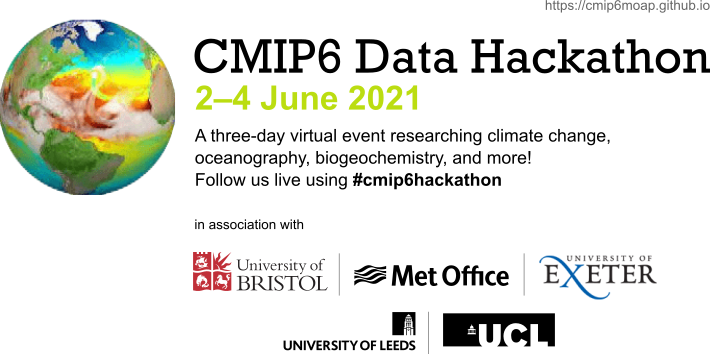 https://cmip6moap.github.io
CMIP6 Data Hackathon
2–4 June 2021
A three-day virtual event researching climate change,
oceanography, biogeochemistry, and more!
Follow us live using #cmip6hackathon
in association with
University of
BRISTOL
Met Office
UNIVERSITY OF
EXETER
UNIVERSITY OF LEEDS
UCL